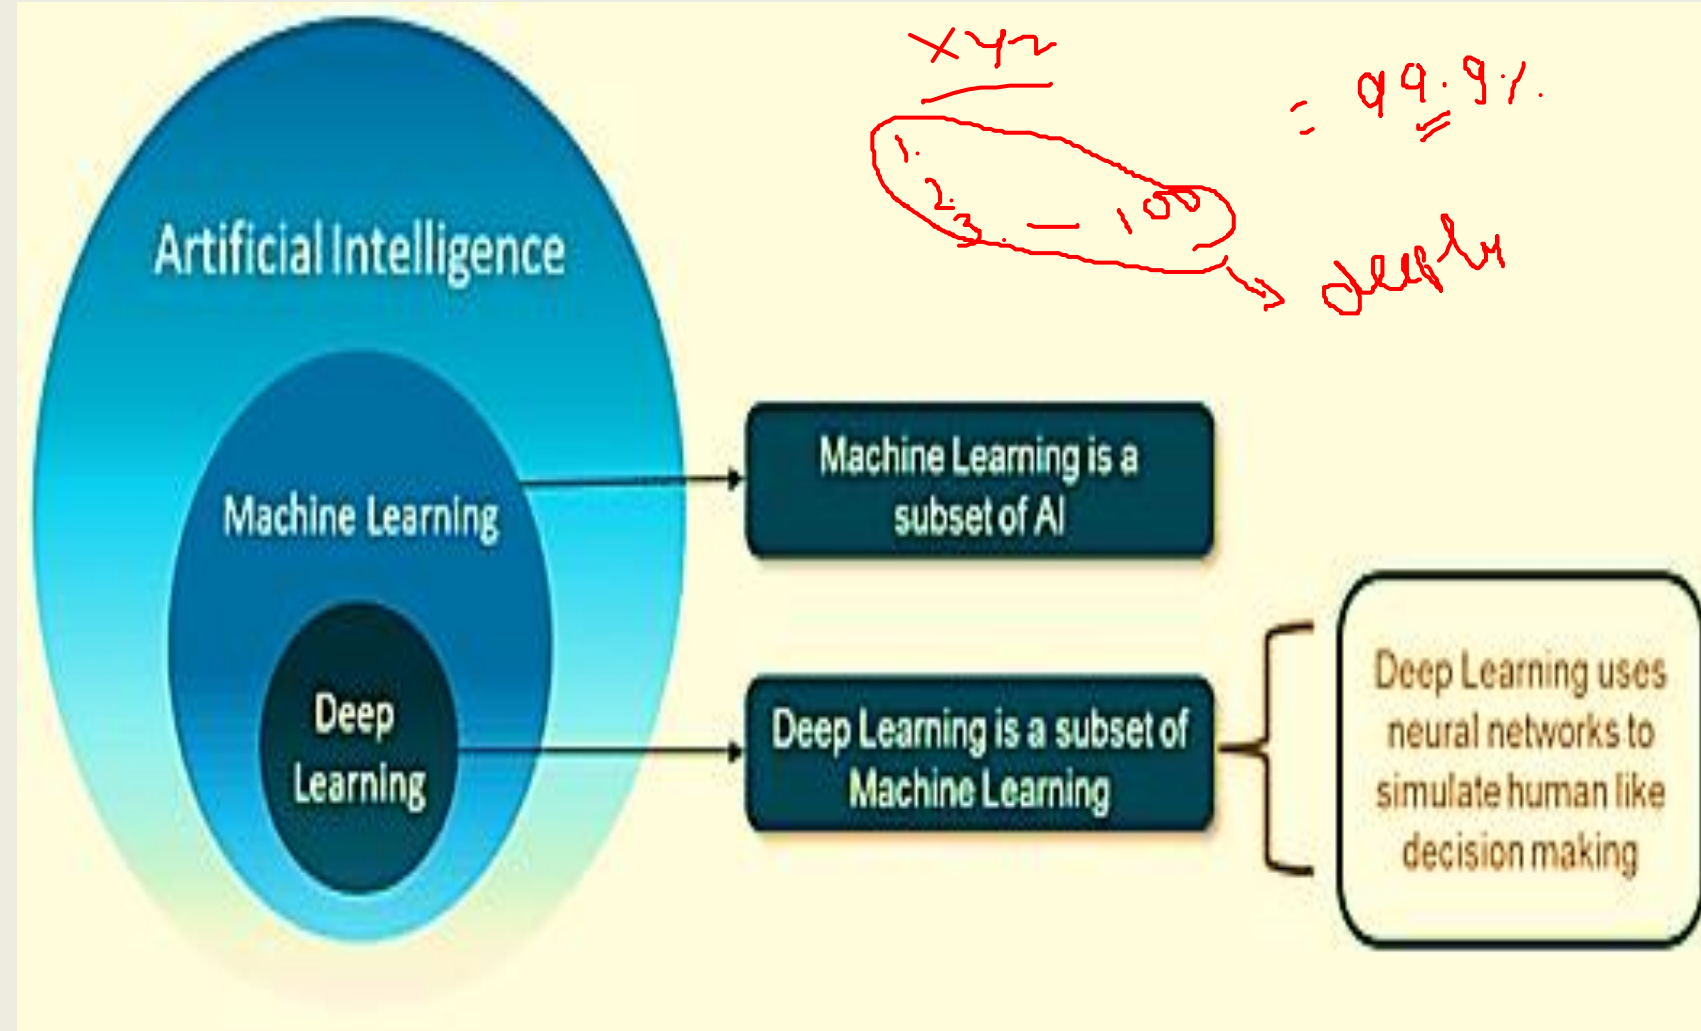 xyz
= 99.9%.
1.
2.
3. — 100
Artificial Intelligence
Machine Learning is a
subset of AI
Machine Learning
Deep Learning uses
neural networks to
simulate human like
decision making
Deep Learning is a subset of
Machine Learning
Deep
Learning